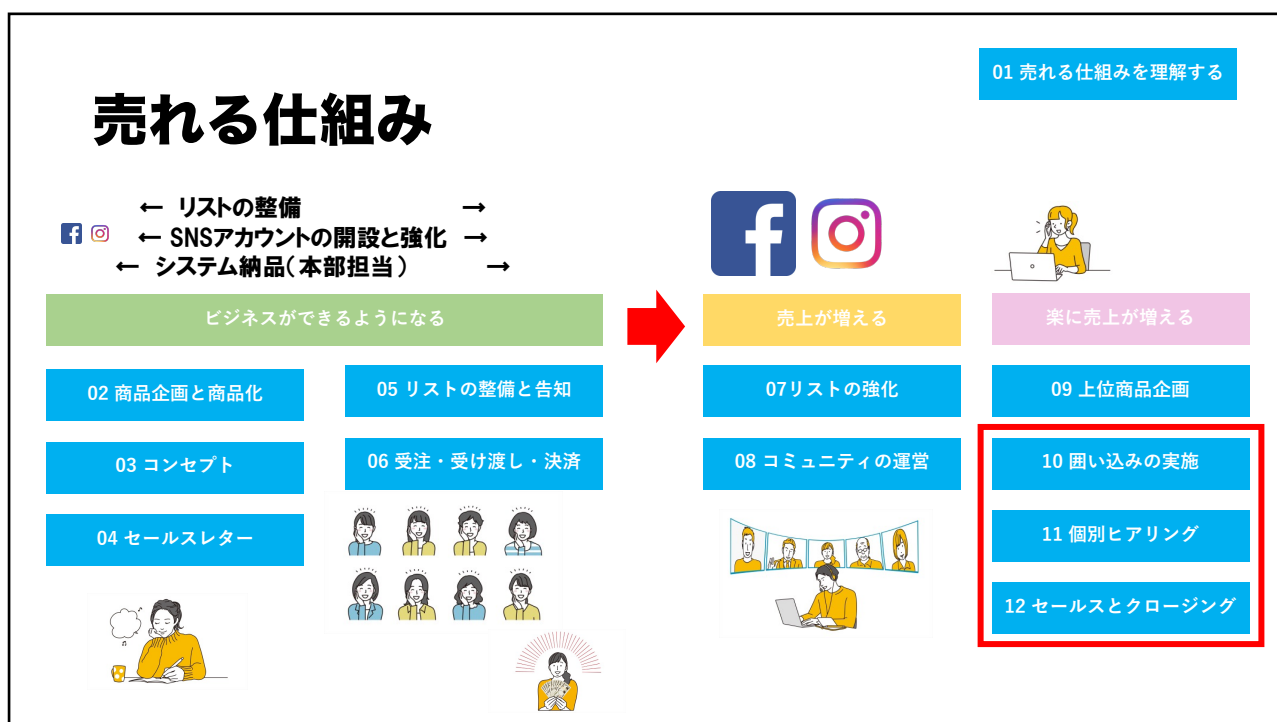 01 売れる仕組みを理解する
売れる仕組み
← リストの整備 →
← SNSアカウントの開設と強化 →
← システム納品(本部担当) →
ビジネスができるようになる
売上が増える
楽に売上が増える
02 商品企画と商品化
03 コンセプト
04 セールスレター
05 リストの整備と告知
06 受注・受け渡し・決済
07リストの強化
08 コミュニティの運営
09 上位商品企画
10 囲い込みの実施
11 個別ヒアリング
12 セールスとクロージング